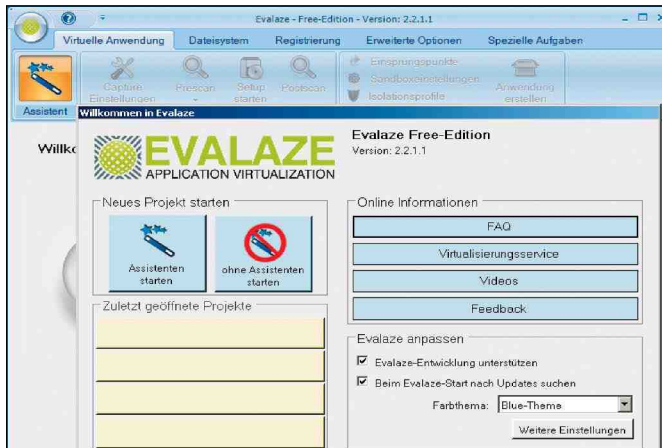 Evalaze - Free-Edition - Version: 2.2.1.1
Virtuelle Anwendung
Dateisystem
Registrierung
Erweiterte Optionen
Spezielle Aufgaben
Capture
Einstellungen
Prescan
Setup
starten
Postscan
Einsprungspunkte
Sandboxeinstellungen
Isolationsprofile
Anwendung
erstellen
Assistent
Willkommen in Evalaze
Willko
EVALAZE
APPLICATION VIRTUALIZATION
Evalaze Free-Edition
Version: 2.2.1.1
Neues Projekt starten
Assistenten
starten
ohne Assistenten
starten
Zuletzt geöffnete Projekte
Online Informationen
FAQ
Virtualisierungsservice
Videos
Feedback
Evalaze anpassen
Evalaze-Entwicklung unterstützen
Beim Evalaze-Start nach Updates suchen
Farbthema: Blue-Theme
Weitere Einstellungen